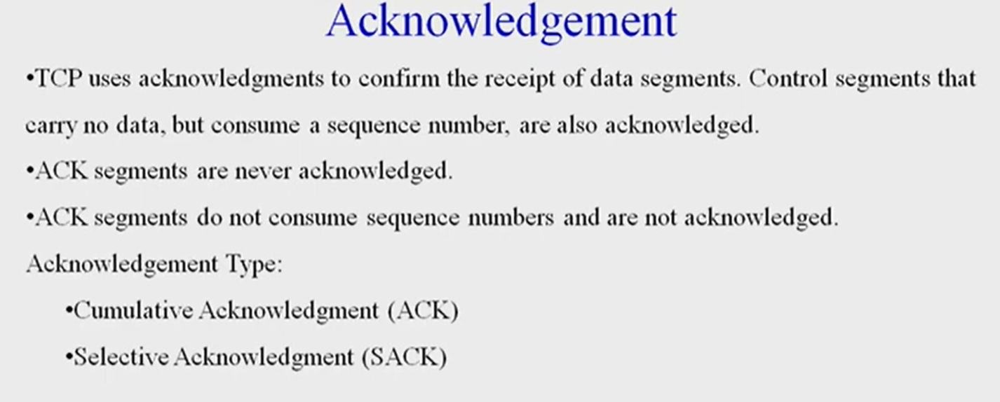 Acknowledgement
•TCP uses acknowledgments to confirm the receipt of data segments. Control segments that
carry no data, but consume a sequence number, are also acknowledged.
•ACK segments are never acknowledged.
•ACK segments do not consume sequence numbers and are not acknowledged.
Acknowledgement Type:
•Cumulative Acknowledgment (ACK)
•Selective Acknowledgment (SACK)